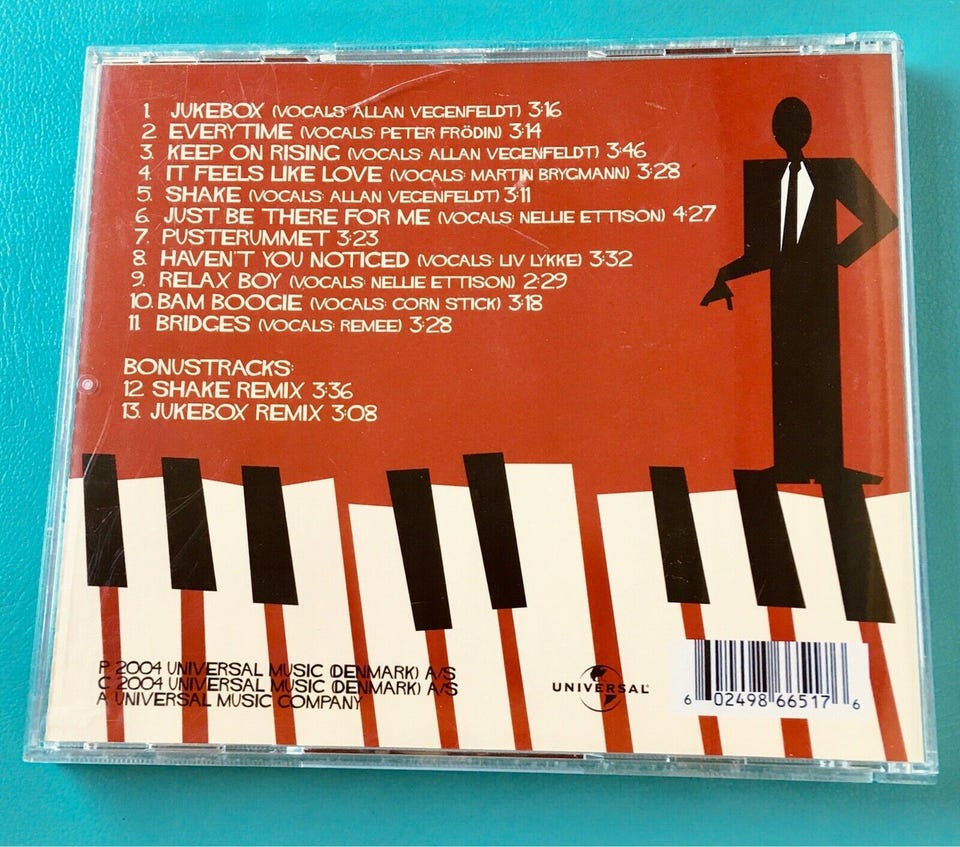 1. JUKEBOX (VOCALS: ALLAN VEGENFELDT) 3:16
2. EVERYTIME (VOCALS: PETER FRÖDIN) 3:14
3. KEEP ON RISING (VOCALS: ALLAN VEGENFELDT) 3:46
4. IT FEELS LIKE LOVE (VOCALS: MARTIN BRYGMANN) 3:28
5. SHAKE (VOCALS: ALLAN VEGENFELDT) 3:11
6. JUST BE THERE FOR ME (VOCALS: NELLIE ETTISON) 4:27
7. PUSTERUMMET 3:23
8. HAVEN'T YOU NOTICED (VOCALS: LIV LYKKE) 3:32
9. RELAX BOY (VOCALS: NELLIE ETTISON) 2:29
10. BAM BOOGIE (VOCALS: CORN STICK) 3:18
11. BRIDGES (VOCALS: REMEE) 3:28
BONUSTRACKS:
12. SHAKE REMIX 3:36
13. JUKEBOX REMIX 3:08
P 2004 UNIVERSAL MUSIC (DENMARK) A/S
C 2004 UNIVERSAL MUSIC (DENMARK) A/S
A UNIVERSAL MUSIC COMPANY
UNIVERSAL
6 02498 66517 6